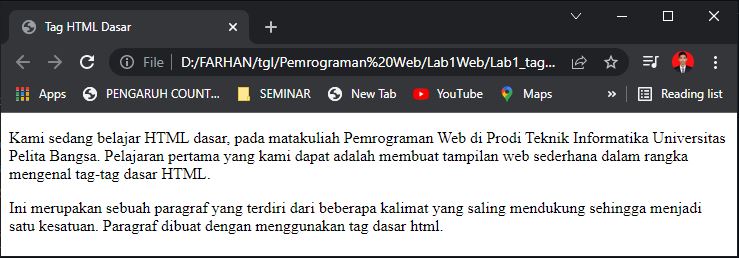 Tag HTML Dasar
File D:/FARHAN/tgl/Pemrograman%20Web/Lab1Web/Lab1_tag...
Apps PENGARUH COUNT... SEMINAR New Tab YouTube Maps » Reading list
Kami sedang belajar HTML dasar, pada matakuliah Pemrograman Web di Prodi Teknik Informatika Universitas
Pelita Bangsa. Pelajaran pertama yang kami dapat adalah membuat tampilan web sederhana dalam rangka
mengenal tag-tag dasar HTML.
Ini merupakan sebuah paragraf yang terdiri dari beberapa kalimat yang saling mendukung sehingga menjadi
satu kesatuan. Paragraf dibuat dengan menggunakan tag dasar html.